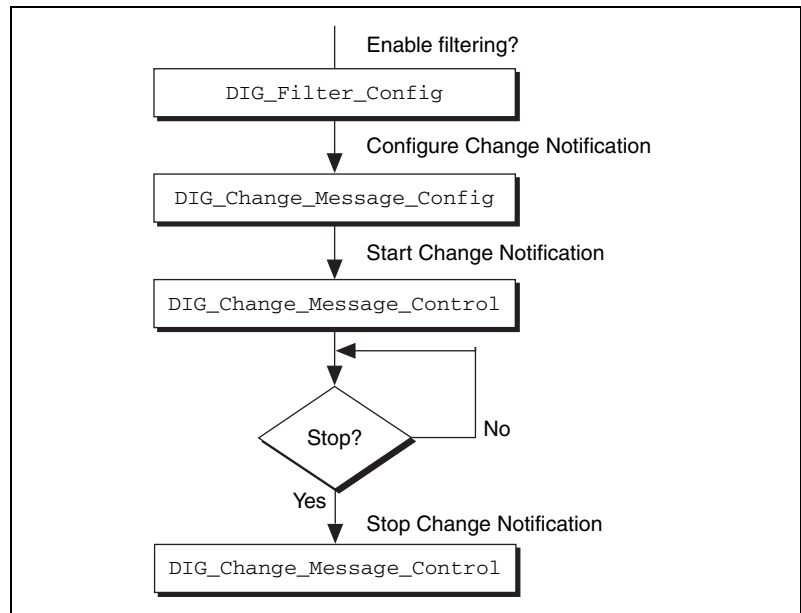 Enable filtering?
DIG_Filter_Config
Configure Change Notification
DIG_Change_Message_Config
Start Change Notification
DIG_Change_Message_Control
Stop?
No
Yes
Stop Change Notification
DIG_Change_Message_Control